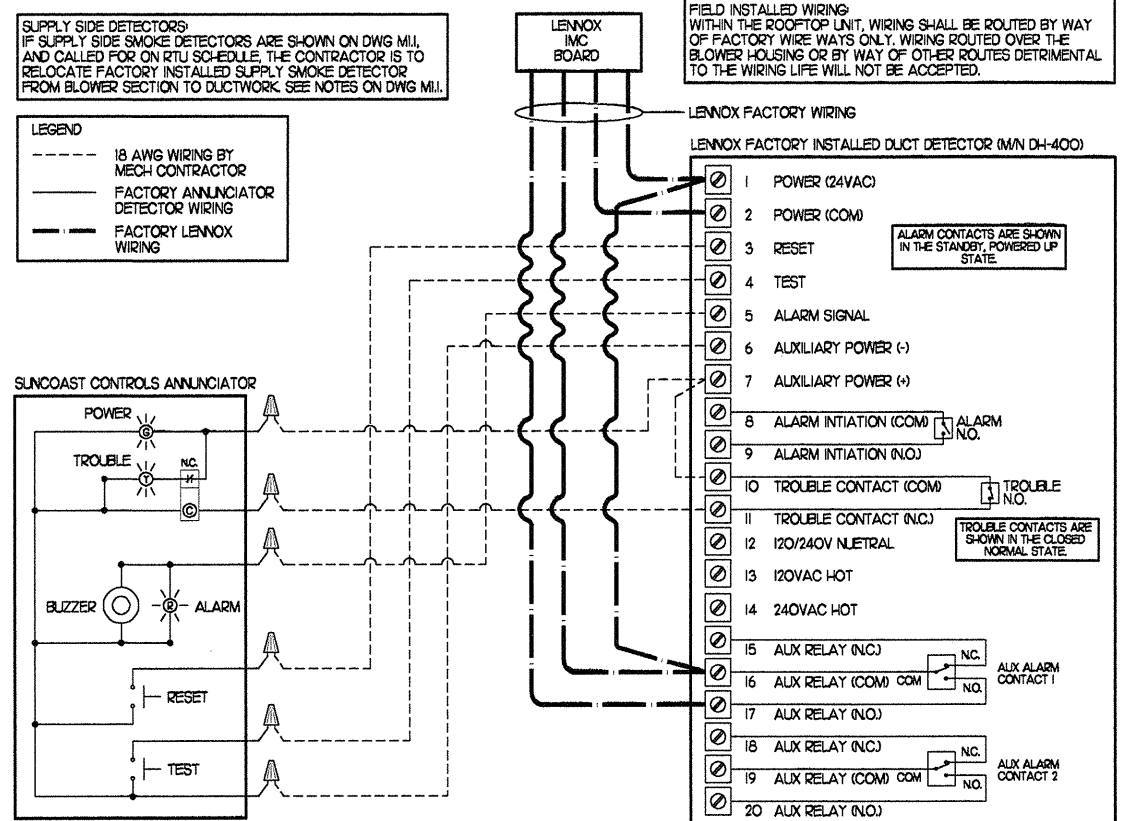 SUPPLY SIDE DETECTORS:
IF SUPPLY SIDE SMOKE DETECTORS ARE SHOWN ON DWG M1.1,
AND CALLED FOR ON RTU SCHEDULE, THE CONTRACTOR IS TO
RELOCATE FACTORY INSTALLED SUPPLY SMOKE DETECTOR
FROM BLOWER SECTION TO DUCTWORK. SEE NOTES ON DWG M1.1.
LENNOX
IMC
BOARD
FIELD INSTALLED WIRING
WITHIN THE ROOFTOP UNIT, WIRING SHALL BE ROUTED BY WAY
OF FACTORY WIRE WAYS ONLY. WIRING ROUTED OVER THE
BLOWER HOUSING OR BY WAY OF OTHER ROUTES DETRIMENTAL
TO THE WIRING LIFE WILL NOT BE ACCEPTED.
LENNOX FACTORY WIRING
LEGEND
18 AWG WIRING BY
MECH CONTRACTOR
FACTORY ANNUNCIATOR
DETECTOR WIRING
FACTORY LENNOX
WIRING
LENNOX FACTORY INSTALLED DUCT DETECTOR (M/N DH-400)
1 POWER (24VAC)
2 POWER (COM)
3 RESET
4 TEST
5 ALARM SIGNAL
6 AUXILIARY POWER (-)
7 AUXILIARY POWER (+)
8 ALARM INTIATION (COM)
9 ALARM INTIATION (N.O.)
10 TROUBLE CONTACT (COM)
11 TROUBLE CONTACT (N.C.)
12 120/240V NUETRAL
13 120VAC HOT
14 240VAC HOT
15 AUX RELAY (N.C.)
16 AUX RELAY (COM) COM
17 AUX RELAY (N.O.)
18 AUX RELAY (N.C.)
19 AUX RELAY (COM) COM
20 AUX RELAY (N.O.)
ALARM CONTACTS ARE SHOWN
IN THE STANDBY, POWERED UP
STATE.
ALARM
N.O.
TROUBLE
N.O.
TROUBLE CONTACTS ARE
SHOWN IN THE CLOSED
NORMAL STATE.
N.C.
N.O.
AUX ALARM
CONTACT 1
N.C.
N.O.
AUX ALARM
CONTACT 2
SUNCOAST CONTROLS ANNUNCIATOR
POWER
G
TROUBLE
T
N.C.
C
BUZZER
R
ALARM
RESET
TEST